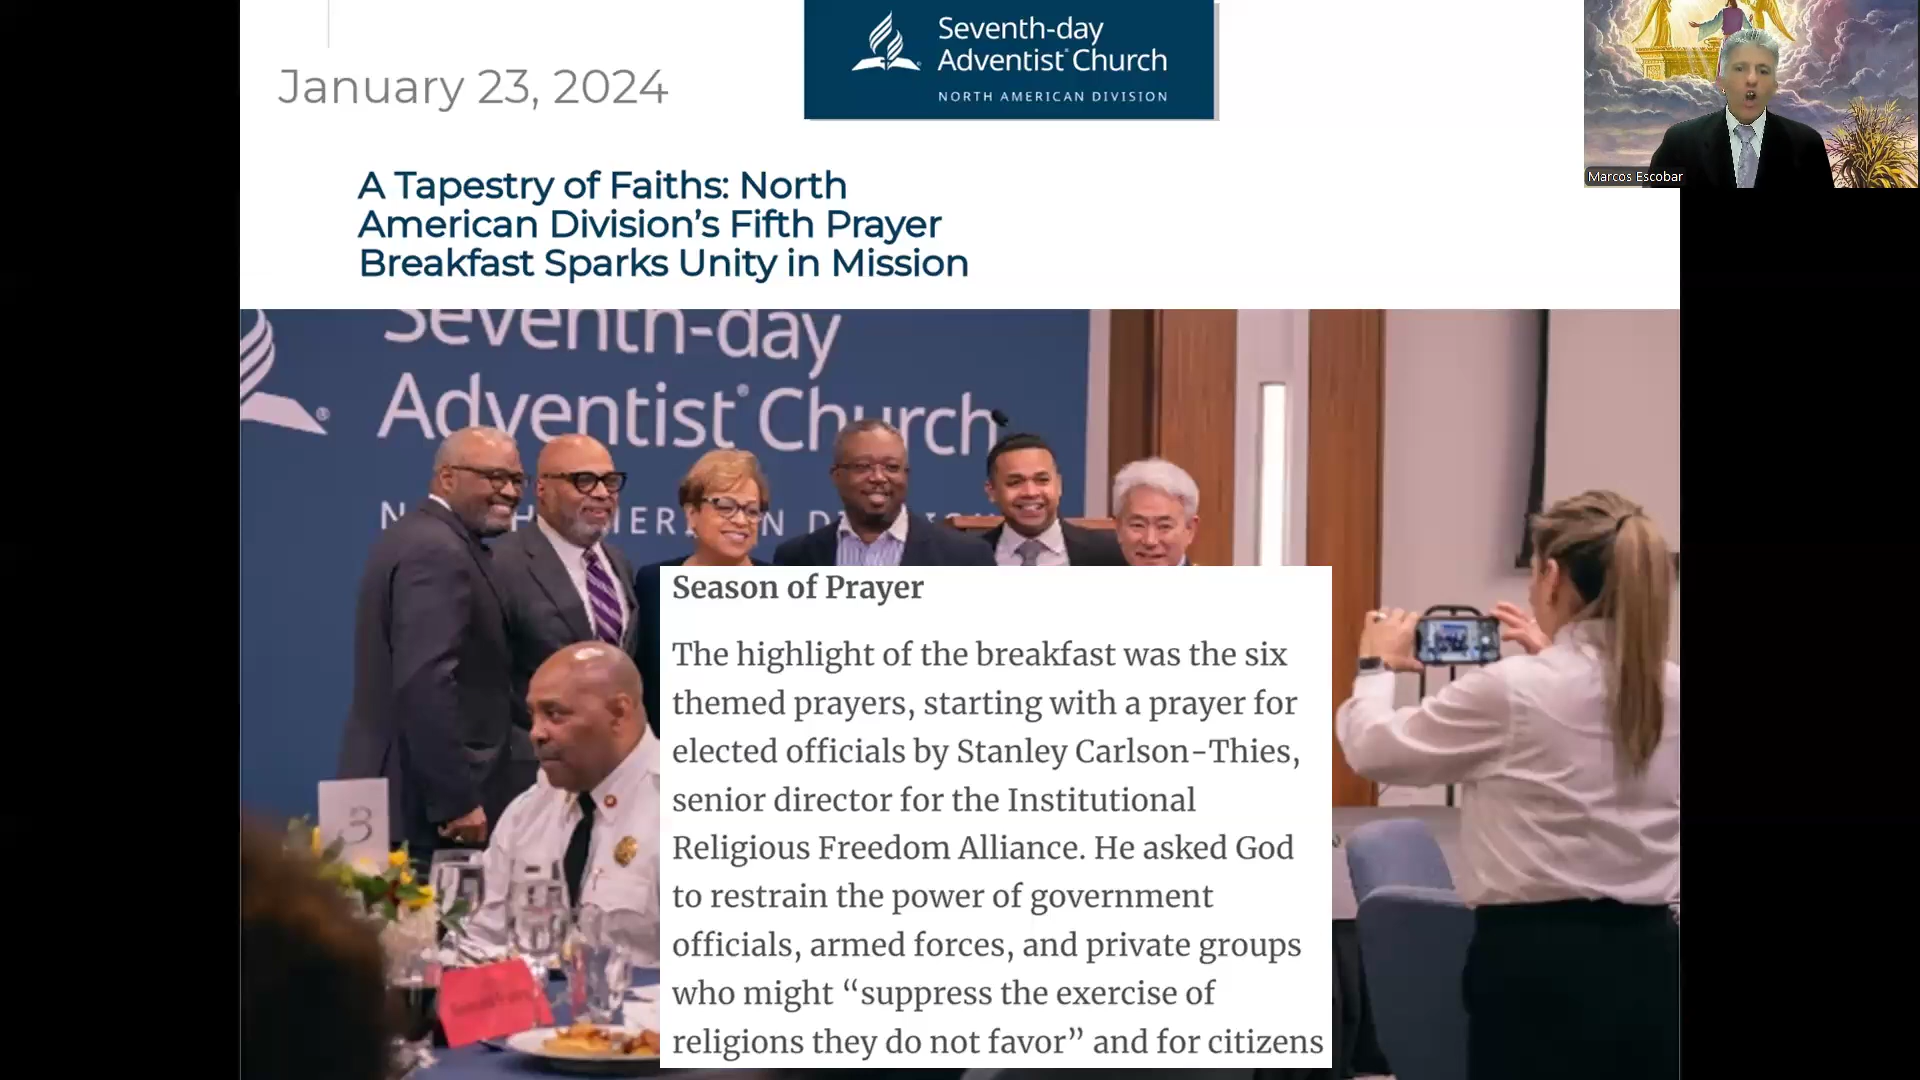 January 23, 2024
Seventh-day
Adventist® Church
NORTH AMERICAN DIVISION
Marcos Escobar
A Tapestry of Faiths: North
American Division’s Fifth Prayer
Breakfast Sparks Unity in Mission
Seventh-day
Adventist® Church
3
Season of Prayer
The highlight of the breakfast was the six
themed prayers, starting with a prayer for
elected officials by Stanley Carlson-Thies,
senior director for the Institutional
Religious Freedom Alliance. He asked God
to restrain the power of government
officials, armed forces, and private groups
who might “suppress the exercise of
religions they do not favor” and for citizens